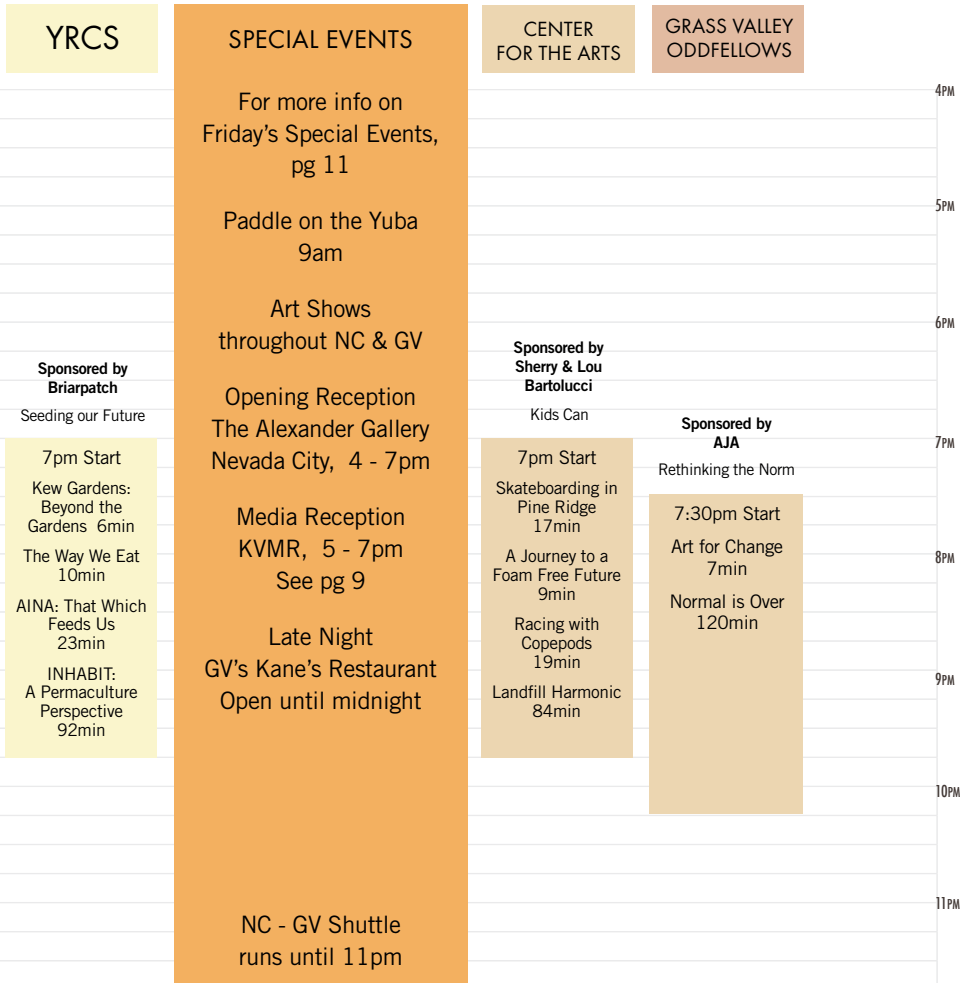 YRCS
Sponsored by
Briarpatch
Seeding our Future
7pm Start
Kew Gardens:
Beyond the
Gardens 6min
The Way We Eat
10min
AINA: That Which
Feeds Us
23min
INHABIT:
A Permaculture
Perspective
92min
SPECIAL EVENTS
For more info on
Friday's Special Events,
pg 11
Paddle on the Yuba
9am
Art Shows
throughout NC & GV
Opening Reception
The Alexander Gallery
Nevada City, 4 - 7pm
Media Reception
KVMR, 5 - 7pm
See pg 9
Late Night
GV's Kane's Restaurant
Open until midnight
NC - GV Shuttle
runs until 11pm
CENTER
FOR THE ARTS
Sponsored by
Sherry & Lou
Bartolucci
Kids Can
7pm Start
Skateboarding in
Pine Ridge
17min
A Journey to a
Foam Free Future
9min
Racing with
Copepods
19min
Landfill Harmonic
84min
GRASS VALLEY
ODDFELLOWS
Sponsored by
AJA
Rethinking the Norm
7:30pm Start
Art for Change
7min
Normal is Over
120min
4PM
5PM
6PM
7PM
8PM
9PM
10PM
11PM